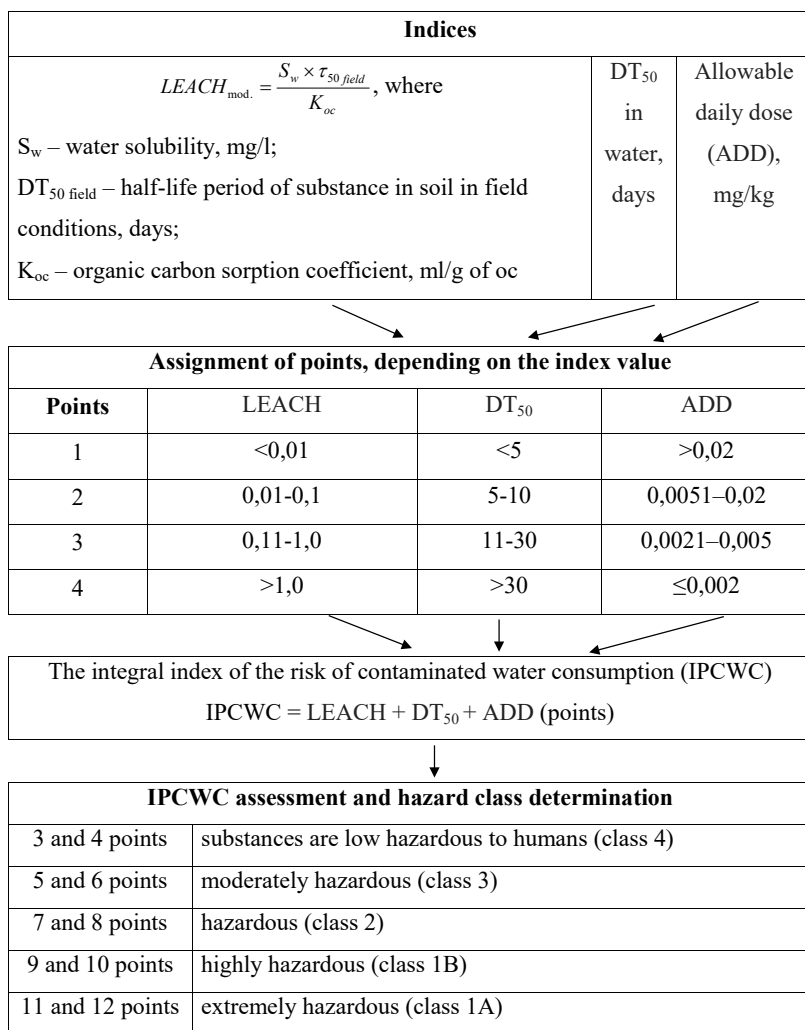 Indices
LEACH_mod. = (S_w × τ_50 field) / K_oc, where
S_w – water solubility, mg/l;
DT_50 field – half-life period of substance in soil in field
conditions, days;
K_oc – organic carbon sorption coefficient, ml/g of oc
DT_50
in
water,
days
Allowable
daily dose
(ADD),
mg/kg
Assignment of points, depending on the index value
Points LEACH DT_50 ADD
1 <0,01 <5 >0,02
2 0,01-0,1 5-10 0,0051–0,02
3 0,11-1,0 11-30 0,0021–0,005
4 >1,0 >30 ≤0,002
The integral index of the risk of contaminated water consumption (IPCWC)
IPCWC = LEACH + DT_50 + ADD (points)
IPCWC assessment and hazard class determination
3 and 4 points substances are low hazardous to humans (class 4)
5 and 6 points moderately hazardous (class 3)
7 and 8 points hazardous (class 2)
9 and 10 points highly hazardous (class 1B)
11 and 12 points extremely hazardous (class 1A)